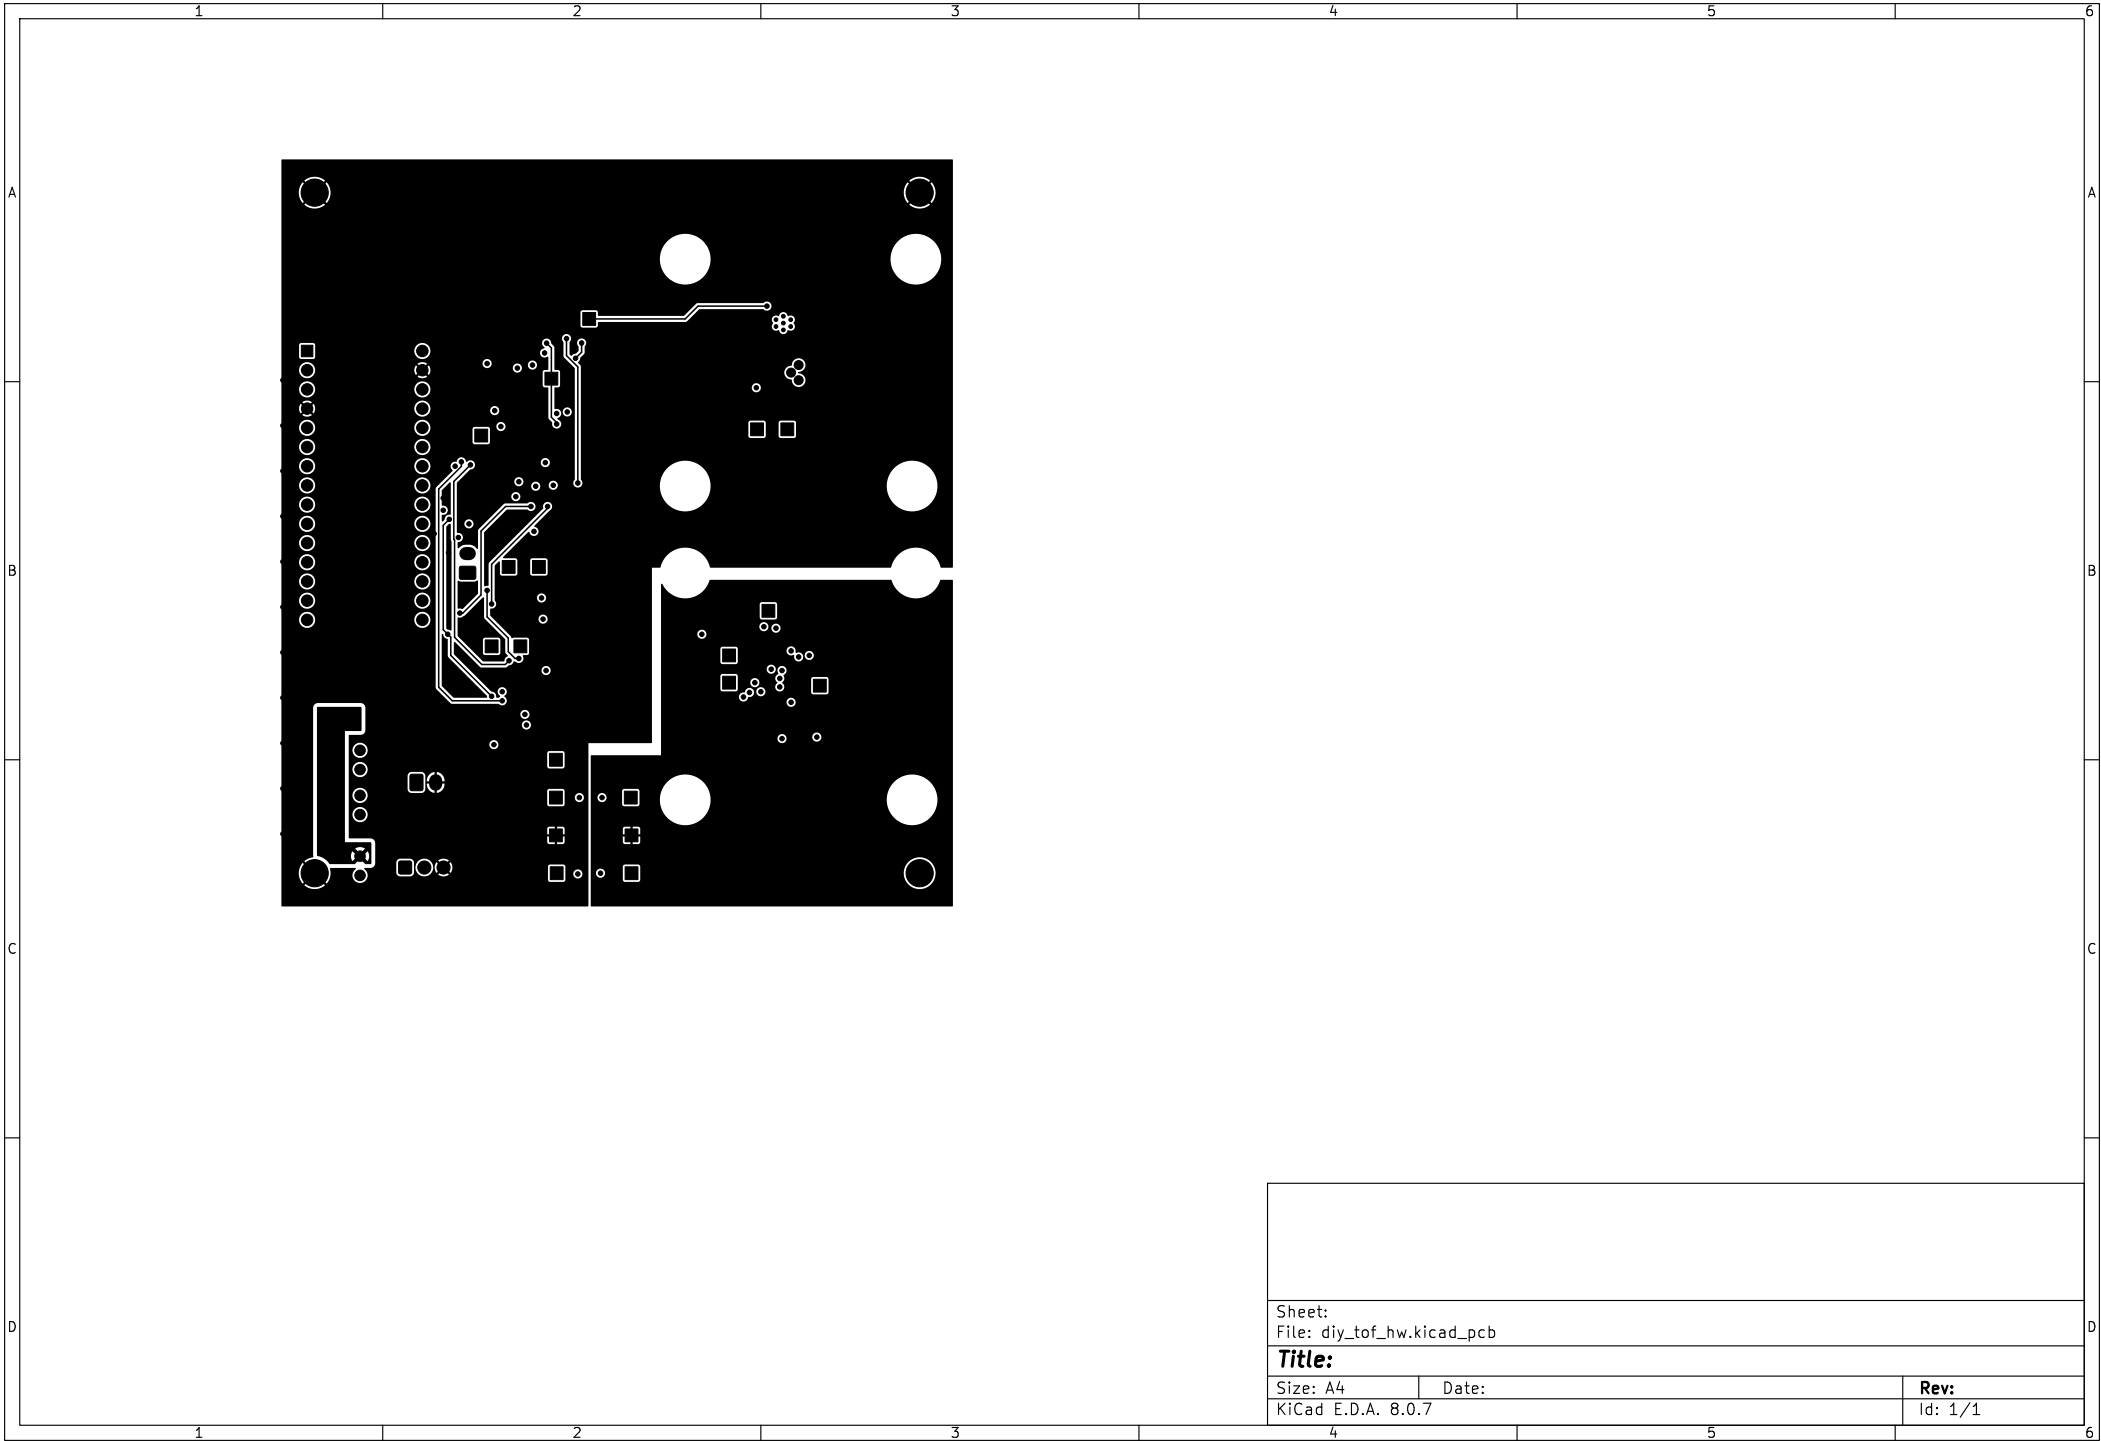 1 2 3 4 5 6
A A
B B
C C
D D
Sheet:
File: diy_tof_hw.kicad_pcb
Title:
Size: A4 Date: Rev:
KiCad E.D.A. 8.0.7 Id: 1/1
1 2 3 4 5 6